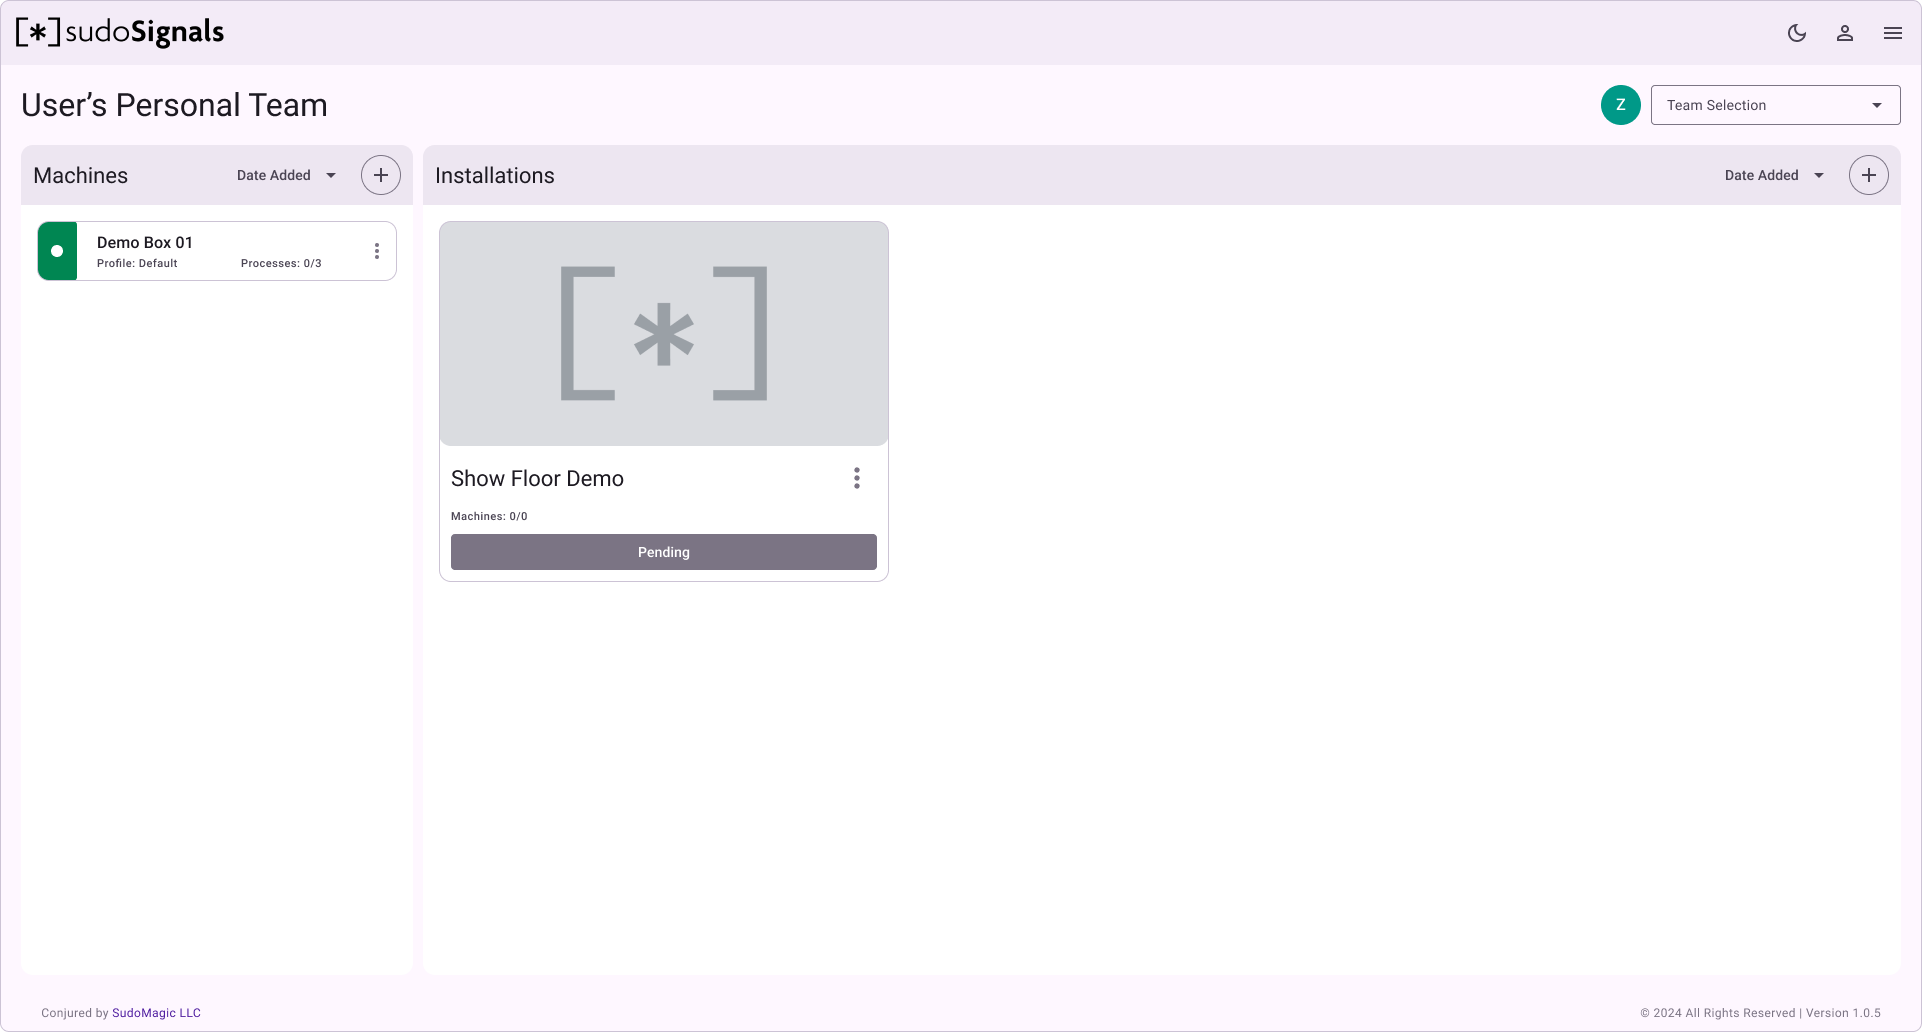 [*]sudoSignals
User’s Personal Team
Z
Team Selection
Machines
Date Added
Demo Box 01
Profile: Default
Processes: 0/3
Installations
Date Added
[*]
Show Floor Demo
Machines: 0/0
Pending
Conjured by SudoMagic LLC
© 2024 All Rights Reserved | Version 1.0.5